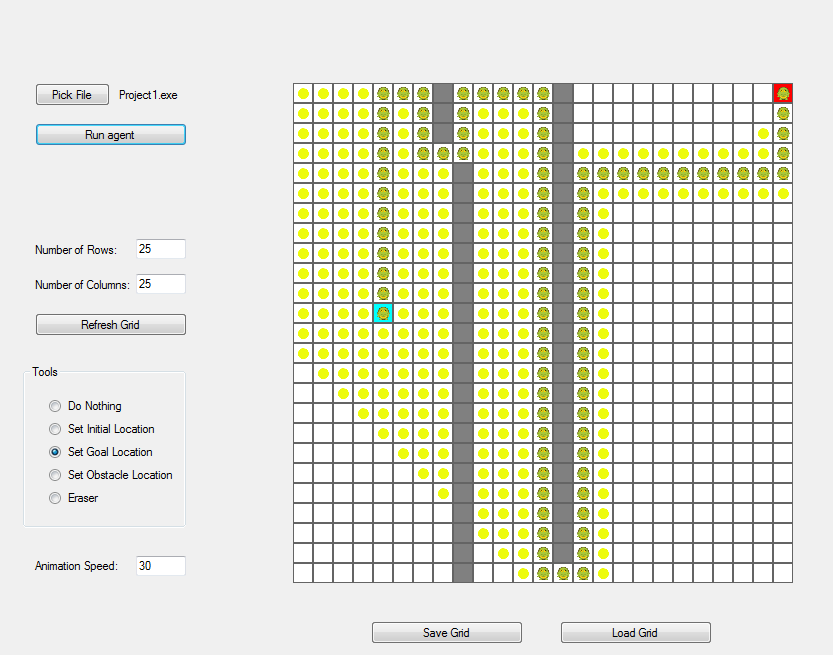 Pick File
Project1.exe
Run agent
Number of Rows:
25
Number of Columns:
25
Refresh Grid
Tools
Do Nothing
Set Initial Location
Set Goal Location
Set Obstacle Location
Eraser
Animation Speed:
30
Save Grid
Load Grid